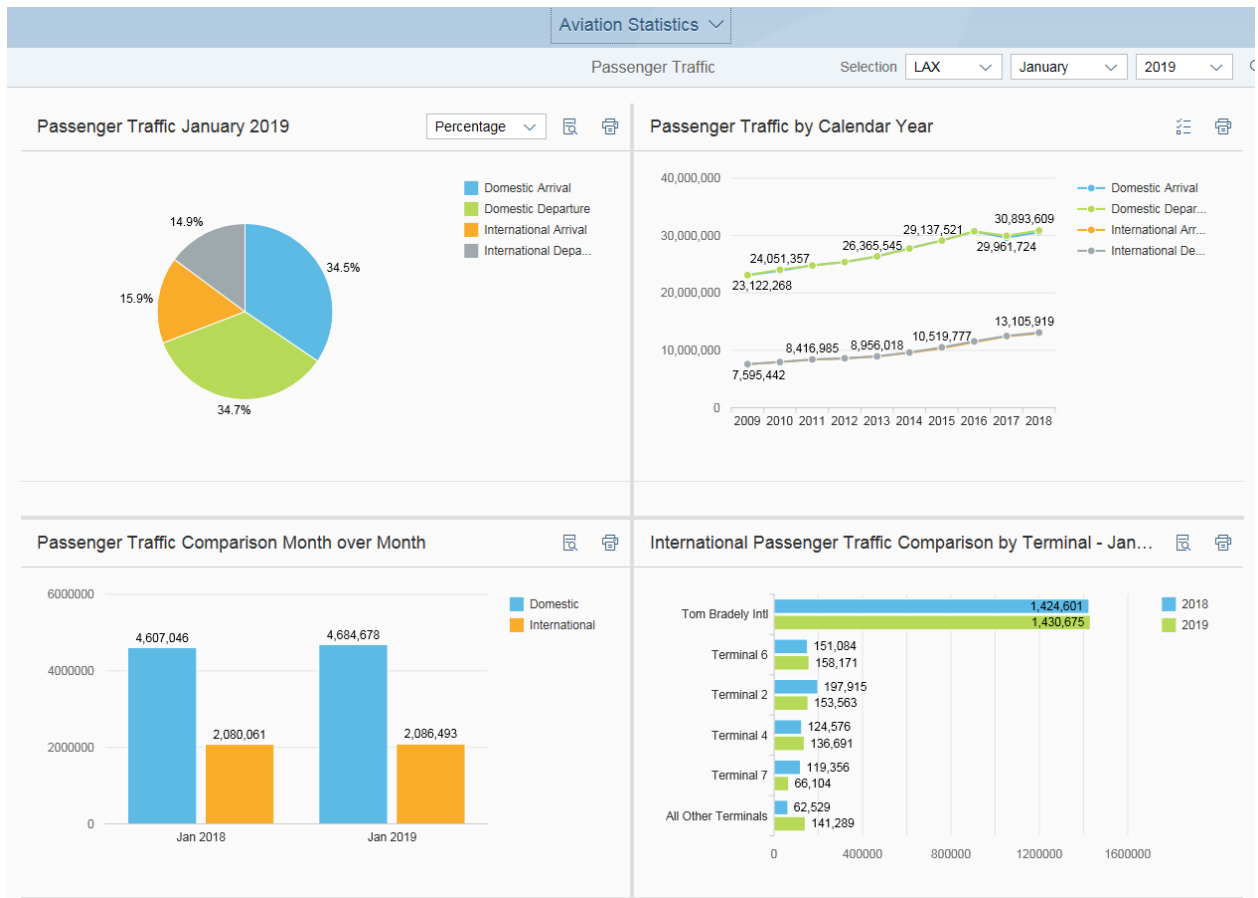 Aviation Statistics
Passenger Traffic
Selection LAX January 2019
Passenger Traffic January 2019
Percentage
14.9%
34.5%
15.9%
34.7%
Domestic Arrival
Domestic Departure
International Arrival
International Depa...
Passenger Traffic by Calendar Year
40,000,000
30,000,000
20,000,000
10,000,000
0
30,893,609
29,137,521
26,365,545
29,961,724
24,051,357
23,122,268
13,105,919
10,519,777
8,416,985
8,956,018
7,595,442
2009 2010 2011 2012 2013 2014 2015 2016 2017 2018
Domestic Arrival
Domestic Depar...
International Arr...
International De...
Passenger Traffic Comparison Month over Month
6000000
4000000
2000000
0
4,607,046
4,684,678
2,080,061
2,086,493
Jan 2018
Jan 2019
Domestic
International
International Passenger Traffic Comparison by Terminal - Jan...
Tom Bradely Intl
1,424,601
1,430,675
Terminal 6
151,084
158,171
Terminal 2
197,915
153,563
Terminal 4
124,576
136,691
Terminal 7
119,356
66,104
All Other Terminals
62,529
141,289
0 400000 800000 1200000 1600000
2018
2019